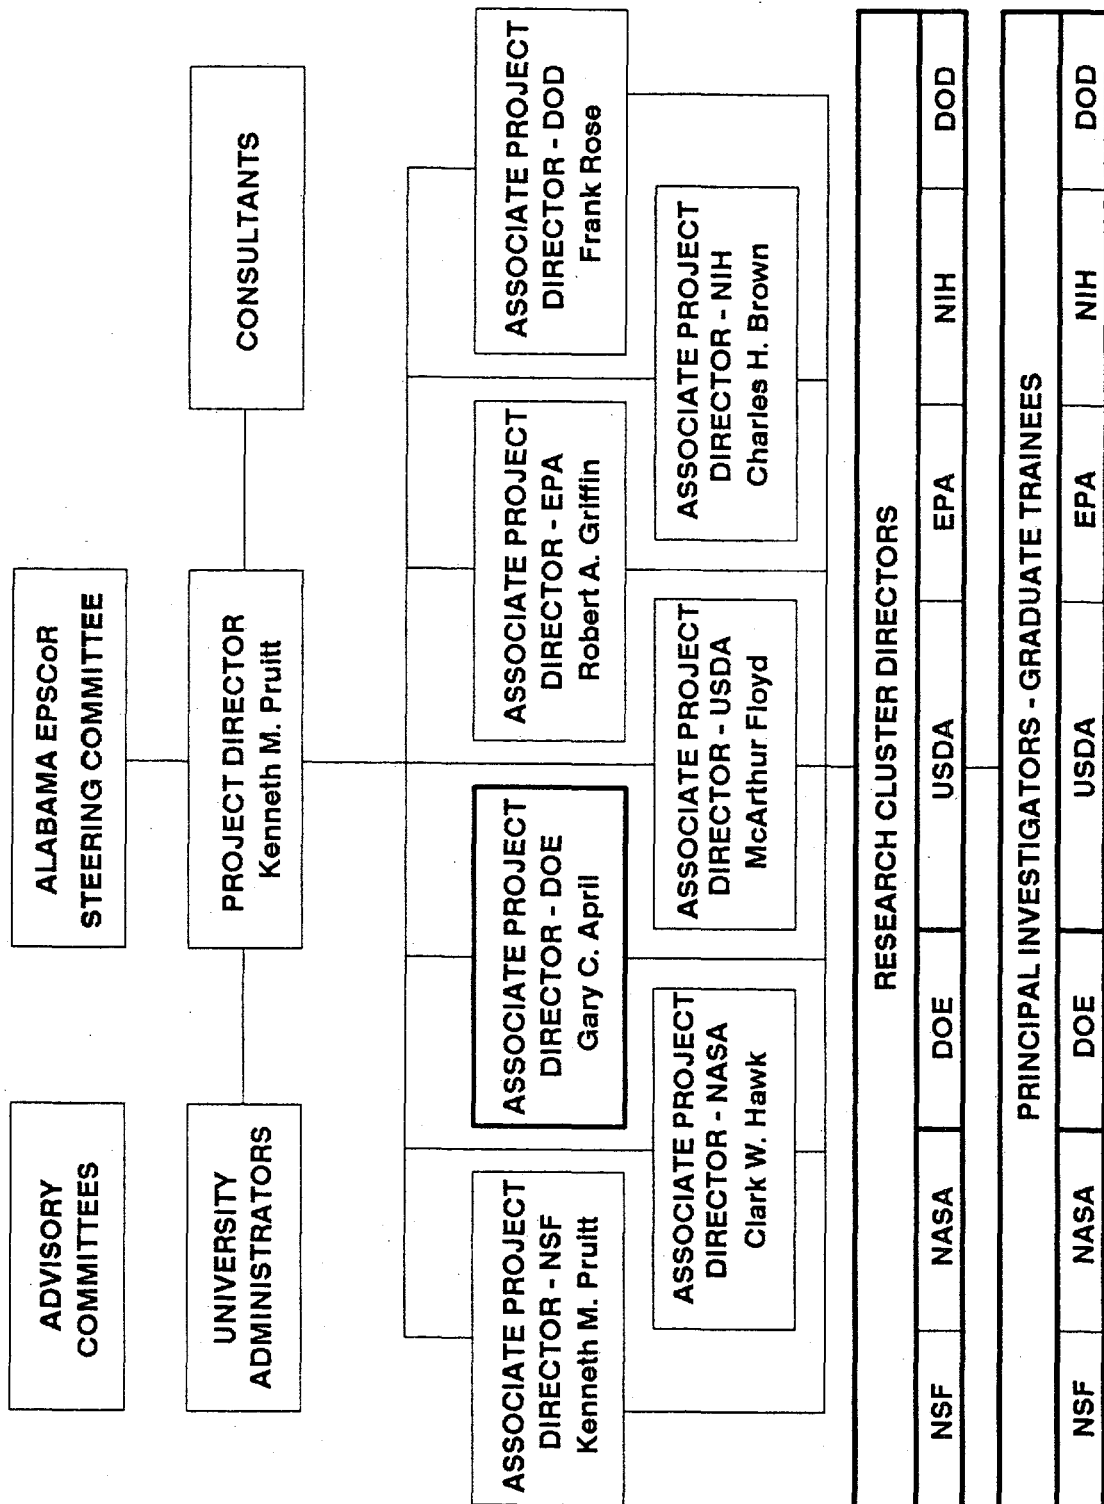 ADVISORY
COMMITTEES
ALABAMA EPSCoR
STEERING COMMITTEE
UNIVERSITY
ADMINISTRATORS
PROJECT DIRECTOR
Kenneth M. Pruitt
CONSULTANTS
ASSOCIATE PROJECT
DIRECTOR - NSF
Kenneth M. Pruitt
ASSOCIATE PROJECT
DIRECTOR - DOE
Gary C. April
ASSOCIATE PROJECT
DIRECTOR - EPA
Robert A. Griffin
ASSOCIATE PROJECT
DIRECTOR - DOD
Frank Rose
ASSOCIATE PROJECT
DIRECTOR - NASA
Clark W. Hawk
ASSOCIATE PROJECT
DIRECTOR - USDA
McArthur Floyd
ASSOCIATE PROJECT
DIRECTOR - NIH
Charles H. Brown
RESEARCH CLUSTER DIRECTORS
NSF NASA DOE USDA EPA NIH DOD
PRINCIPAL INVESTIGATORS - GRADUATE TRAINEES
NSF NASA DOE USDA EPA NIH DOD